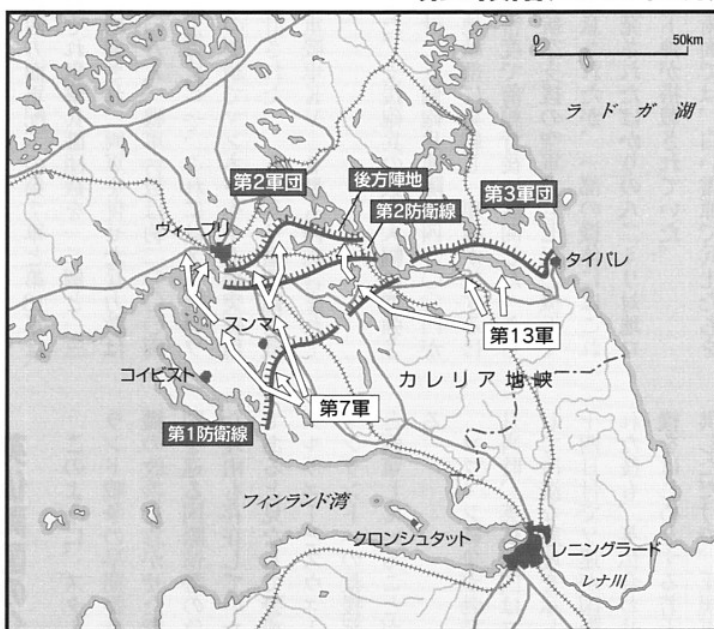 0 50km
ラドガ湖
第2軍団
後方陣地
第3軍団
第2防衛線
ヴィープリ
タイパレ
スンマ
第13軍
コイビスト
カレリア地峡
第7軍
第1防衛線
フィンランド湾
クロンシュタット
レニングラード
レナ川